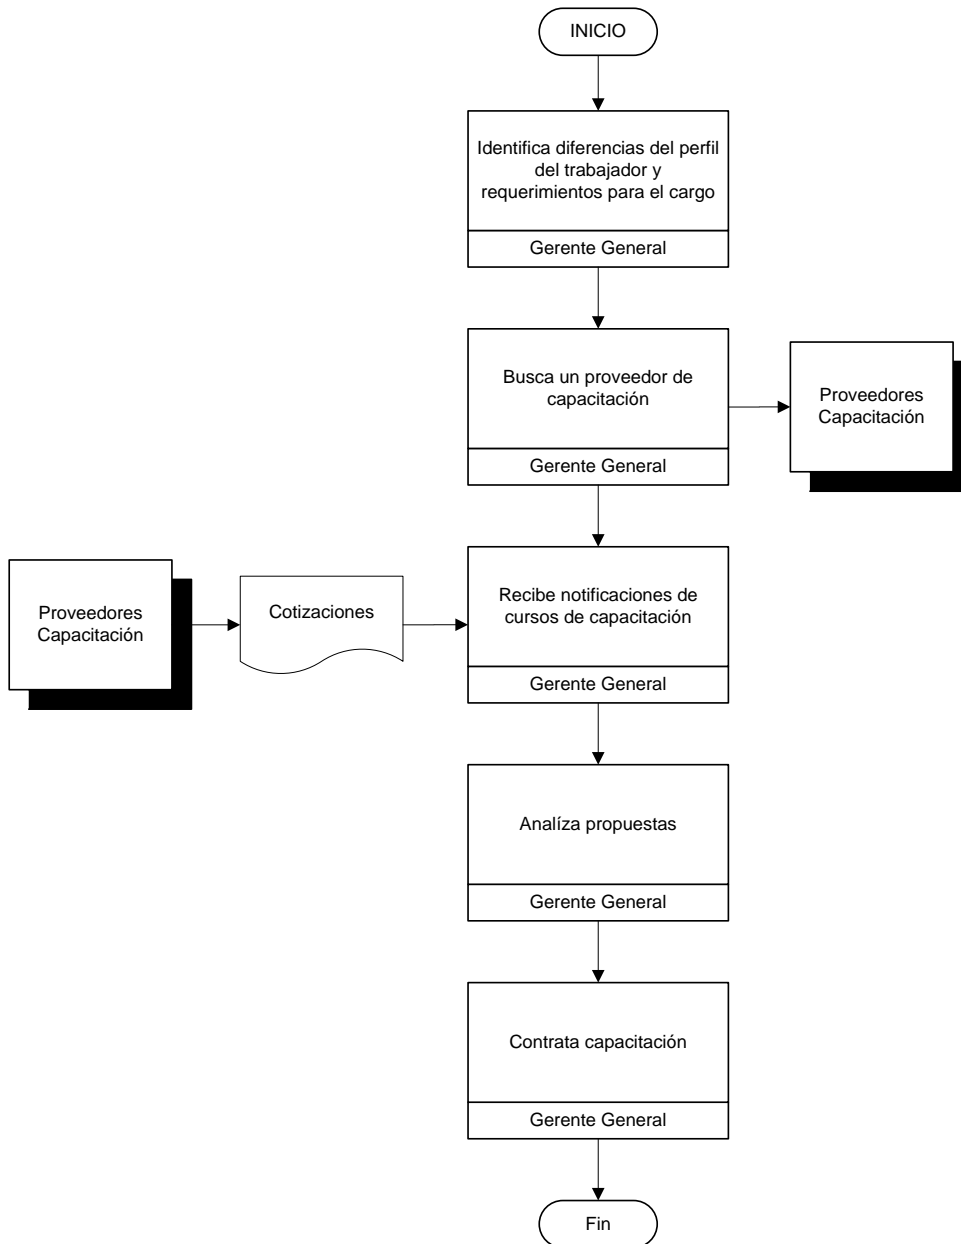 INICIO
Identifica diferencias del perfil
del trabajador y
requerimientos para el cargo
Gerente General
Busca un proveedor de
capacitación
Gerente General
Proveedores
Capacitación
Proveedores
Capacitación
Cotizaciones
Recibe notificaciones de
cursos de capacitación
Gerente General
Analíza propuestas
Gerente General
Contrata capacitación
Gerente General
Fin